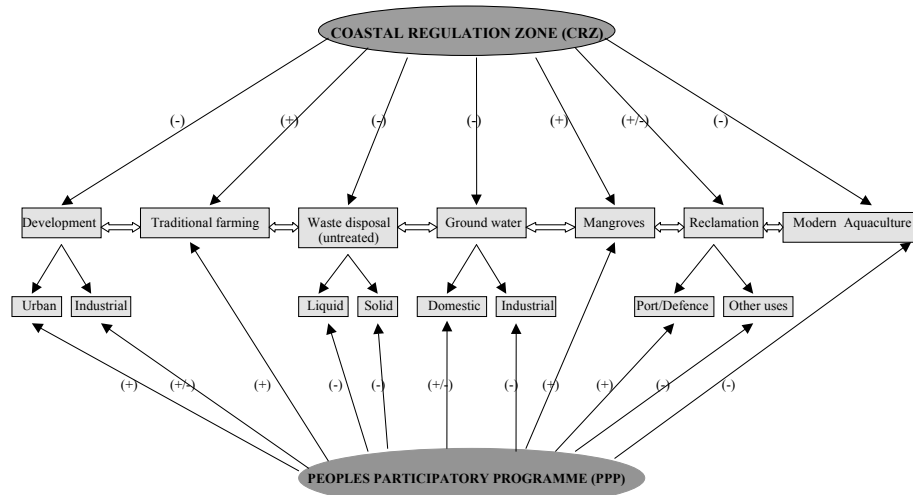 COASTAL REGULATION ZONE (CRZ)
(-) (+) (-) (-) (+) (+/-) (-)
Development Traditional farming Waste disposal Ground water Mangroves Reclamation Modern Aquaculture
(untreated)
Urban Industrial Liquid Solid Domestic Industrial Port/Defence Other uses
(+) (+/-) (+) (-) (-) (+/-) (-) (+) (+) (-) (-)
PEOPLES PARTICIPATORY PROGRAMME (PPP)